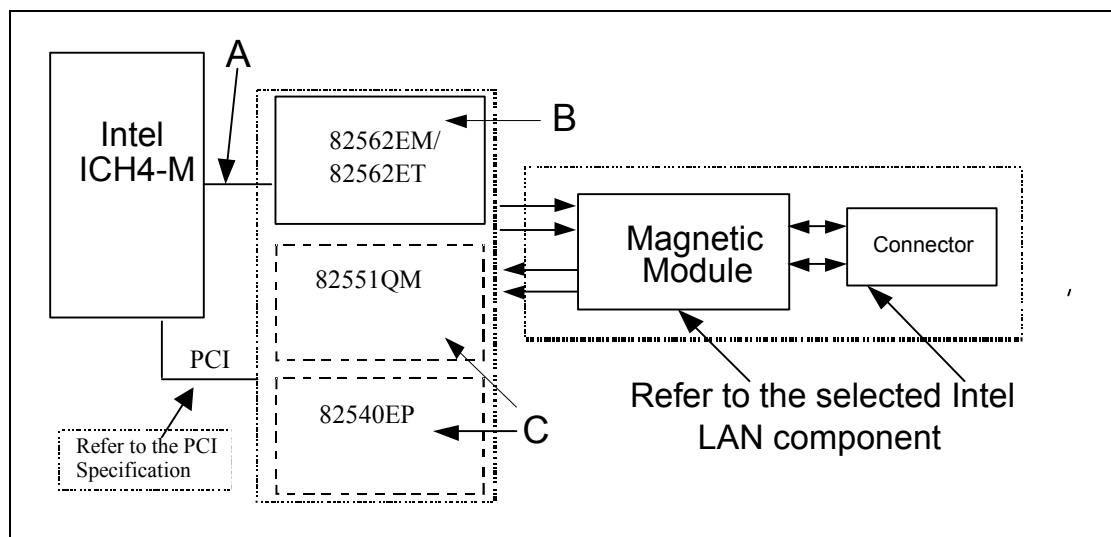 A
Intel
ICH4-M
82562EM/
82562ET
B
Magnetic
Module
Connector
82551QM
PCI
82540EP
C
Refer to the PCI
Specification
Refer to the selected Intel
LAN component